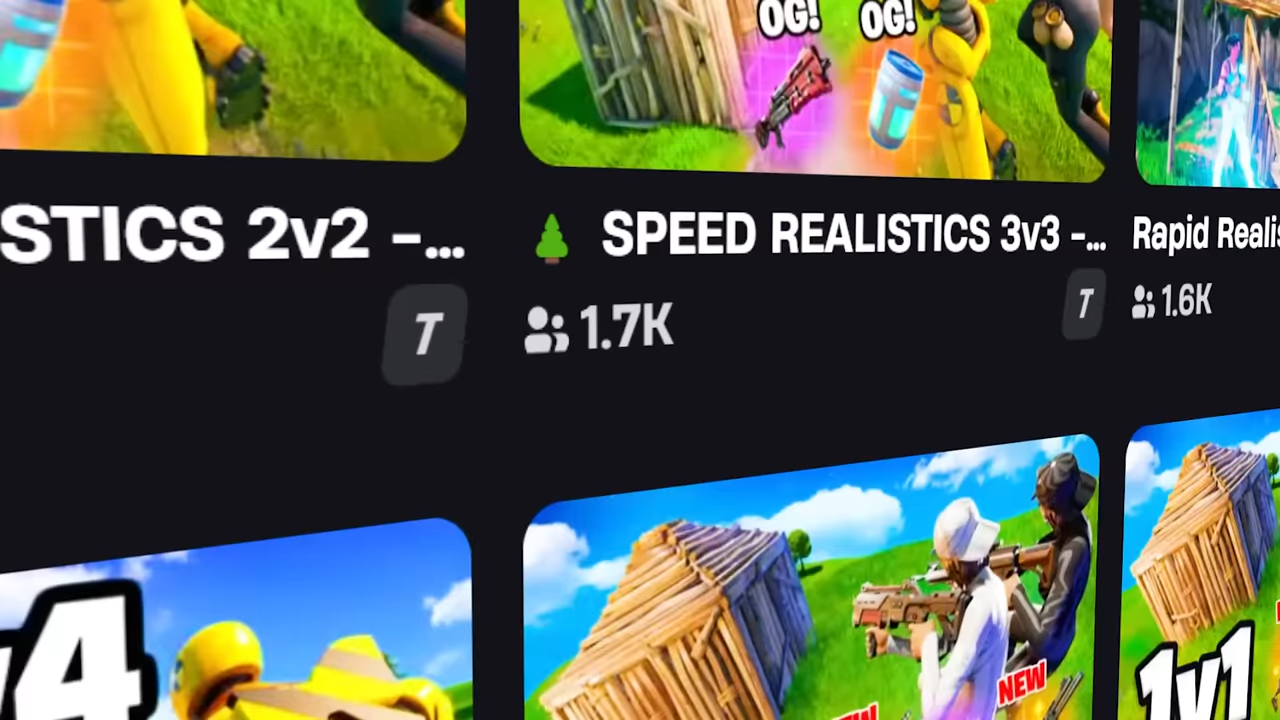 OG! OG!
STICS 2v2 -...
🌲 SPEED REALISTICS 3v3 -...
Rapid Realis
T
1.7K
T
1.6K
v4
NEW
1v1